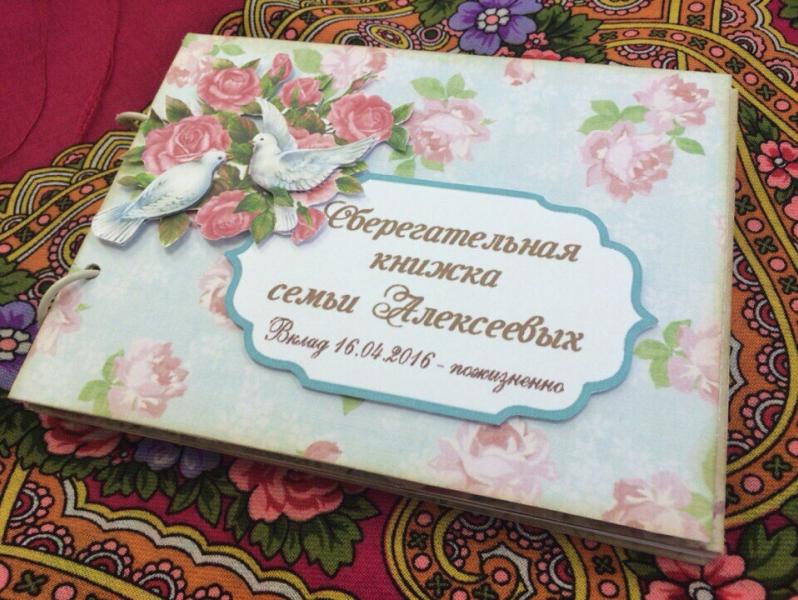 Сберегательная
книжка
семьи Алексеевых
Вклад 16.04.2016 - пожизненно